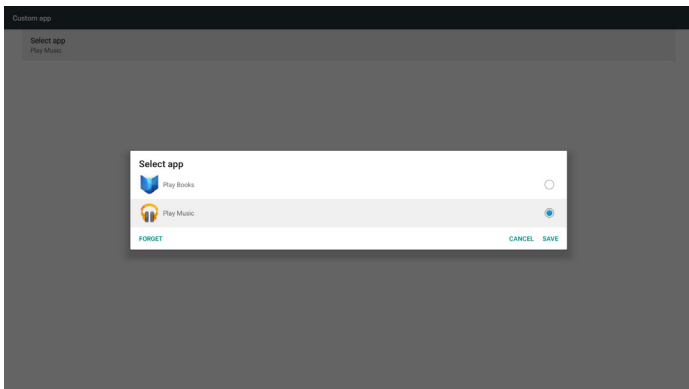 Custom app
Select app
Play Music
Select app
Play Books
Play Music
FORGET
CANCEL SAVE